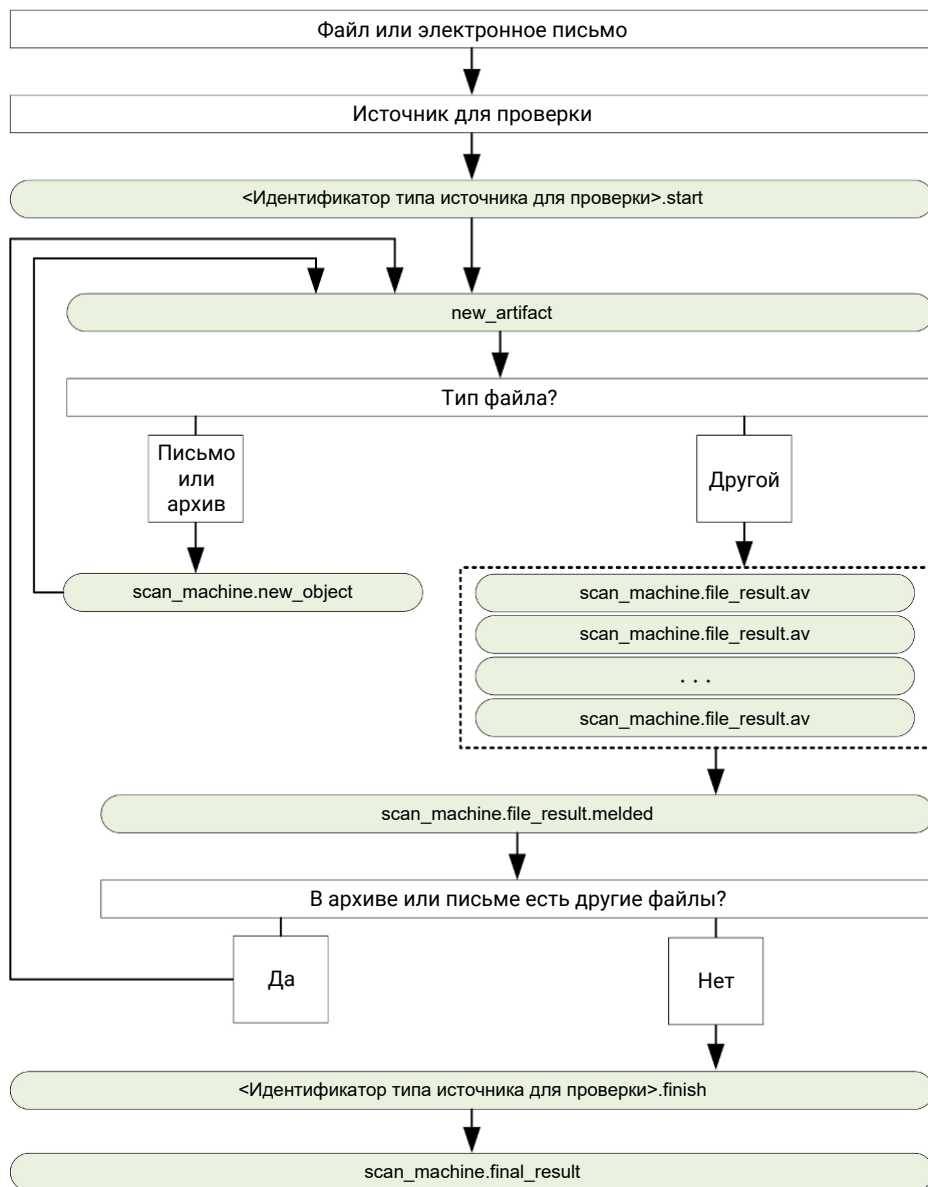 Файл или электронное письмо
Источник для проверки
<Идентификатор типа источника для проверки>.start
new_artifact
Тип файла?
Письмо
или
архив
Другой
scan_machine.new_object
scan_machine.file_result.av
scan_machine.file_result.av
. . .
scan_machine.file_result.av
scan_machine.file_result.melded
В архиве или письме есть другие файлы?
Да
Нет
<Идентификатор типа источника для проверки>.finish
scan_machine.final_result